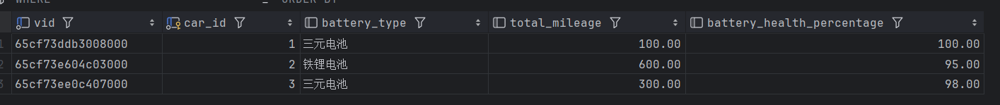 WHERE ORDER BY
vid car_id battery_type total_mileage battery_health_percentage
1 65cf73ddb3008000 1 三元电池 100.00 100.00
2 65cf73e604c03000 2 铁锂电池 600.00 95.00
3 65cf73ee0c407000 3 三元电池 300.00 98.00